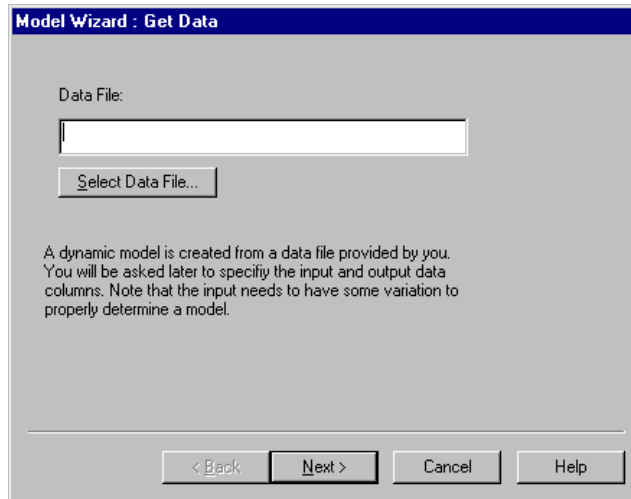 Model Wizard : Get Data
Data File:
Select Data File...
A dynamic model is created from a data file provided by you.
You will be asked later to specifiy the input and output data
columns. Note that the input needs to have some variation to
properly determine a model.
< Back Next > Cancel Help